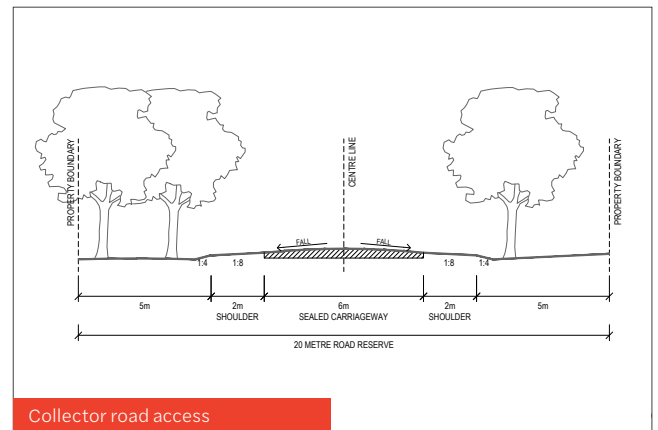 PROPERTY BOUNDARY
CENTRE LINE
PROPERTY BOUNDARY
FALL FALL
1:4 1:8 1:8 1:4
5m 2m 6m 2m 5m
SHOULDER SEALED CARRIAGEWAY SHOULDER
20 METRE ROAD RESERVE
Collector road access